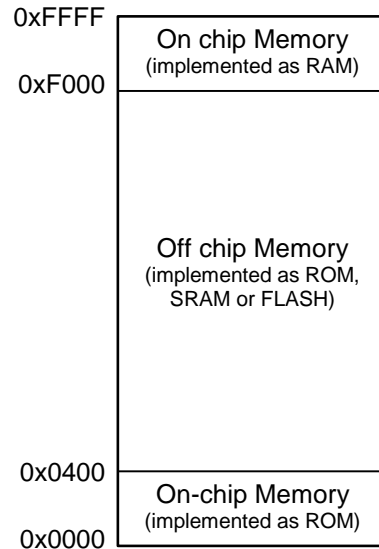 0xFFFF
On chip Memory
(implemented as RAM)
0xF000
Off chip Memory
(implemented as ROM,
SRAM or FLASH)
0x0400
On-chip Memory
(implemented as ROM)
0x0000